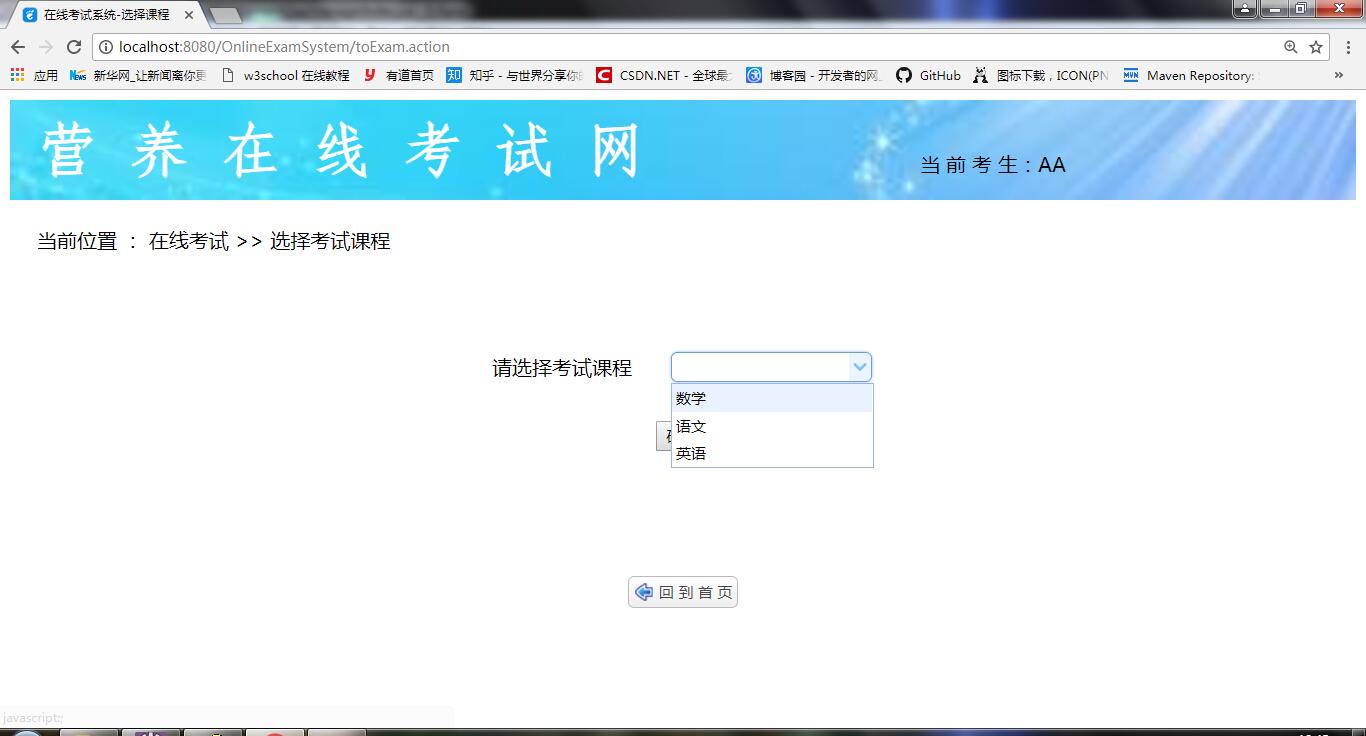 在线考试系统-选择课程
localhost:8080/OnlineExamSystem/toExam.action
应用 新华网_让新闻离你更 w3school 在线教程 有道首页 知 知乎 - 与世界分享你 CSDN.NET - 全球最 博客园 - 开发者的网 GitHub 图标下载，ICON(PN MVN Maven Repository: »
营养在线考试网
当前考生：AA
当前位置 ： 在线考试 >> 选择考试课程
请选择考试课程
数学
语文
英语
回到首页
javascript:;